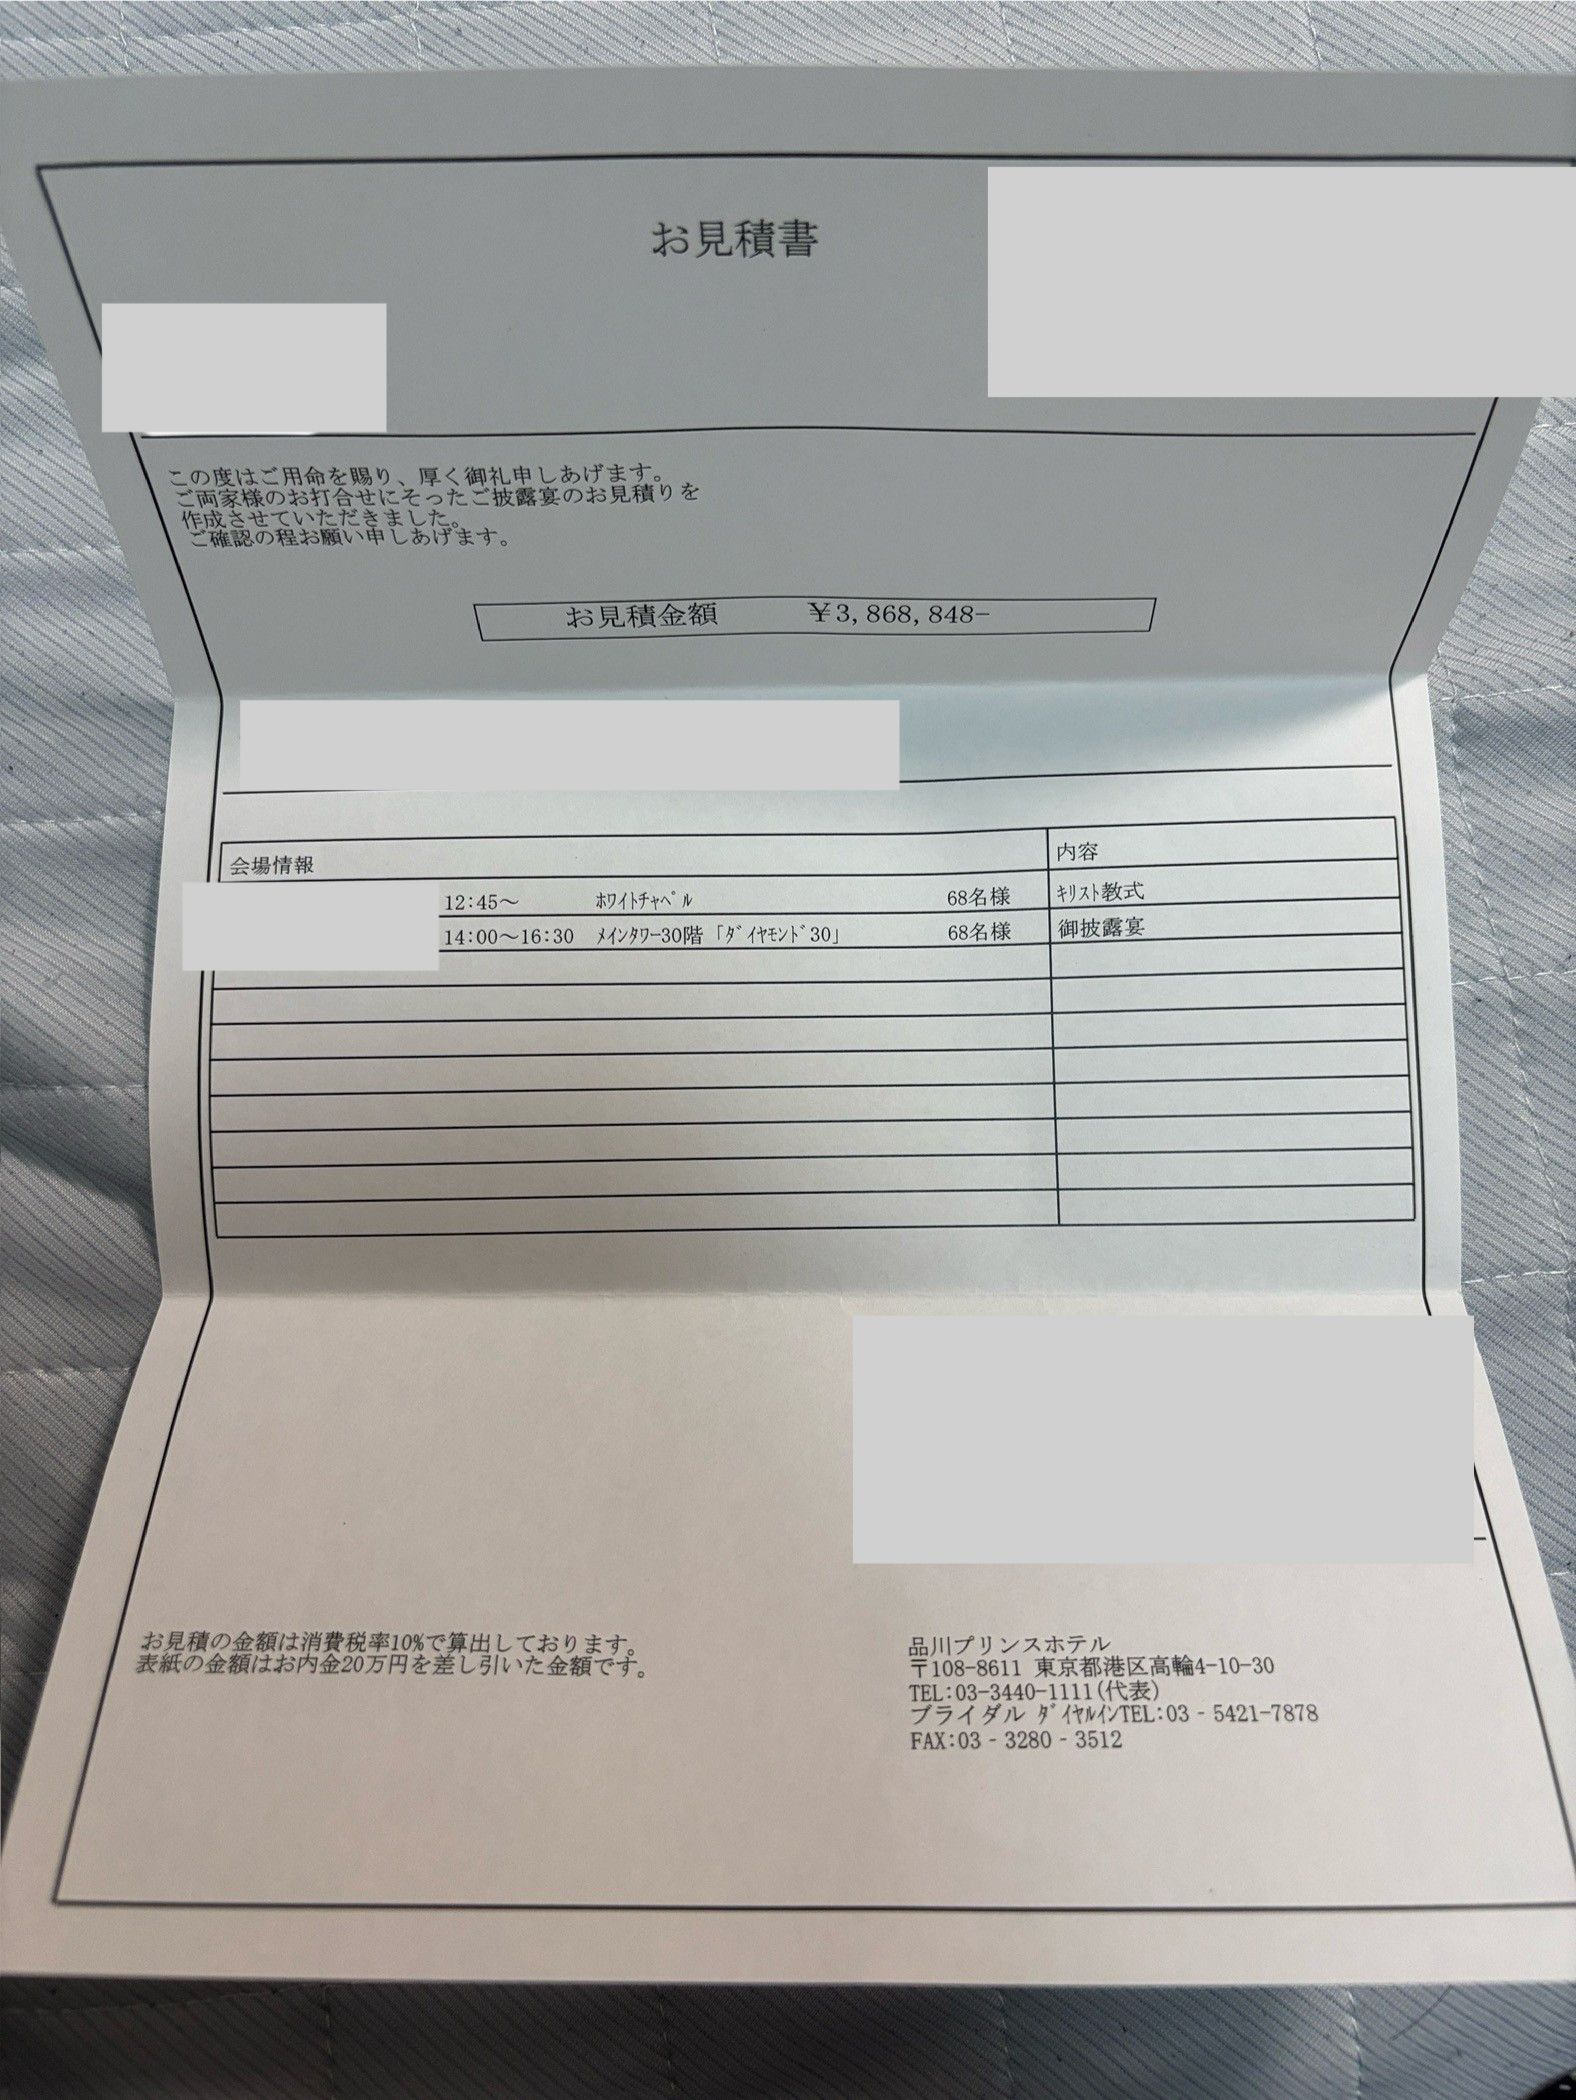 お見積書
この度はご用命を賜り、厚く御礼申しあげます。
ご両家様のお打合せにそったご披露宴のお見積りを
作成させていただきました。
ご確認の程お願い申しあげます。
お見積金額 ￥3,868,848-
会場情報 内容
12:45～ ﾎﾜｲﾄﾁｬﾍﾟﾙ 68名様 ｷﾘｽﾄ教式
14:00～16:30 ﾒｲﾝﾀﾜｰ30階「ﾀﾞｲﾔﾓﾝﾄﾞ30」 68名様 御披露宴
お見積の金額は消費税率10%で算出しております。
表紙の金額はお内金20万円を差し引いた金額です。
品川プリンスホテル
〒108-8611 東京都港区高輪4-10-30
TEL:03-3440-1111(代表)
ブライダル ﾀﾞｲﾔﾙｲﾝTEL:03‐5421-7878
FAX:03‐3280‐3512